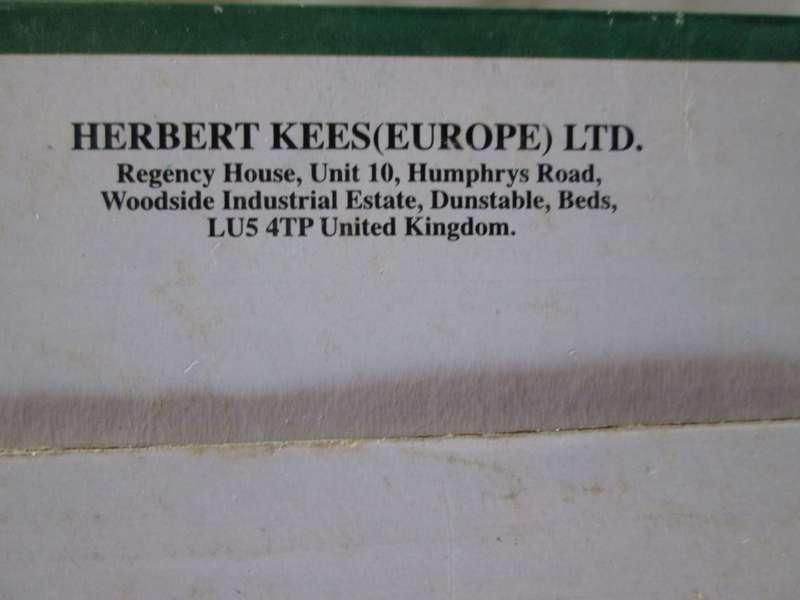 HERBERT KEES(EUROPE) LTD.
Regency House, Unit 10, Humphrys Road,
Woodside Industrial Estate, Dunstable, Beds,
LU5 4TP United Kingdom.